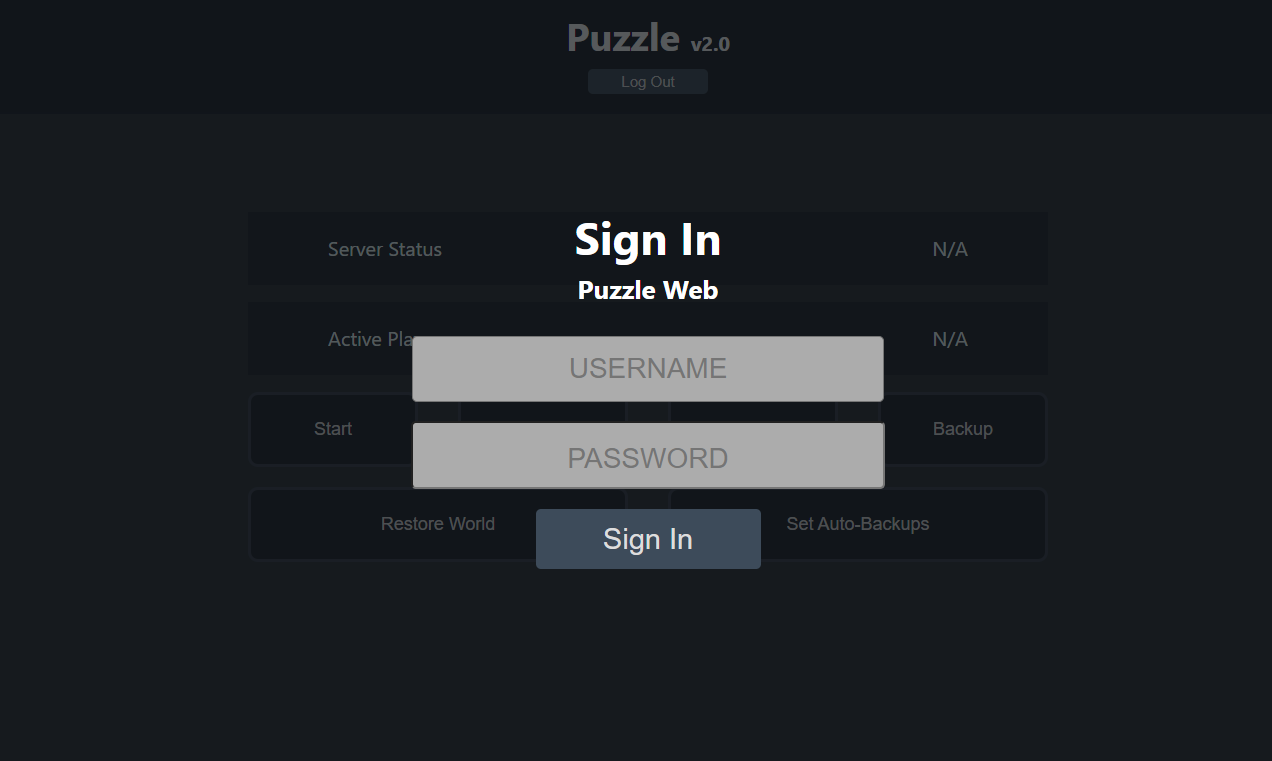 Puzzle v2.0
Log Out
Sign In
Puzzle Web
Server Status N/A
Active Pla N/A
USERNAME
Start Backup
PASSWORD
Restore World Set Auto-Backups
Sign In